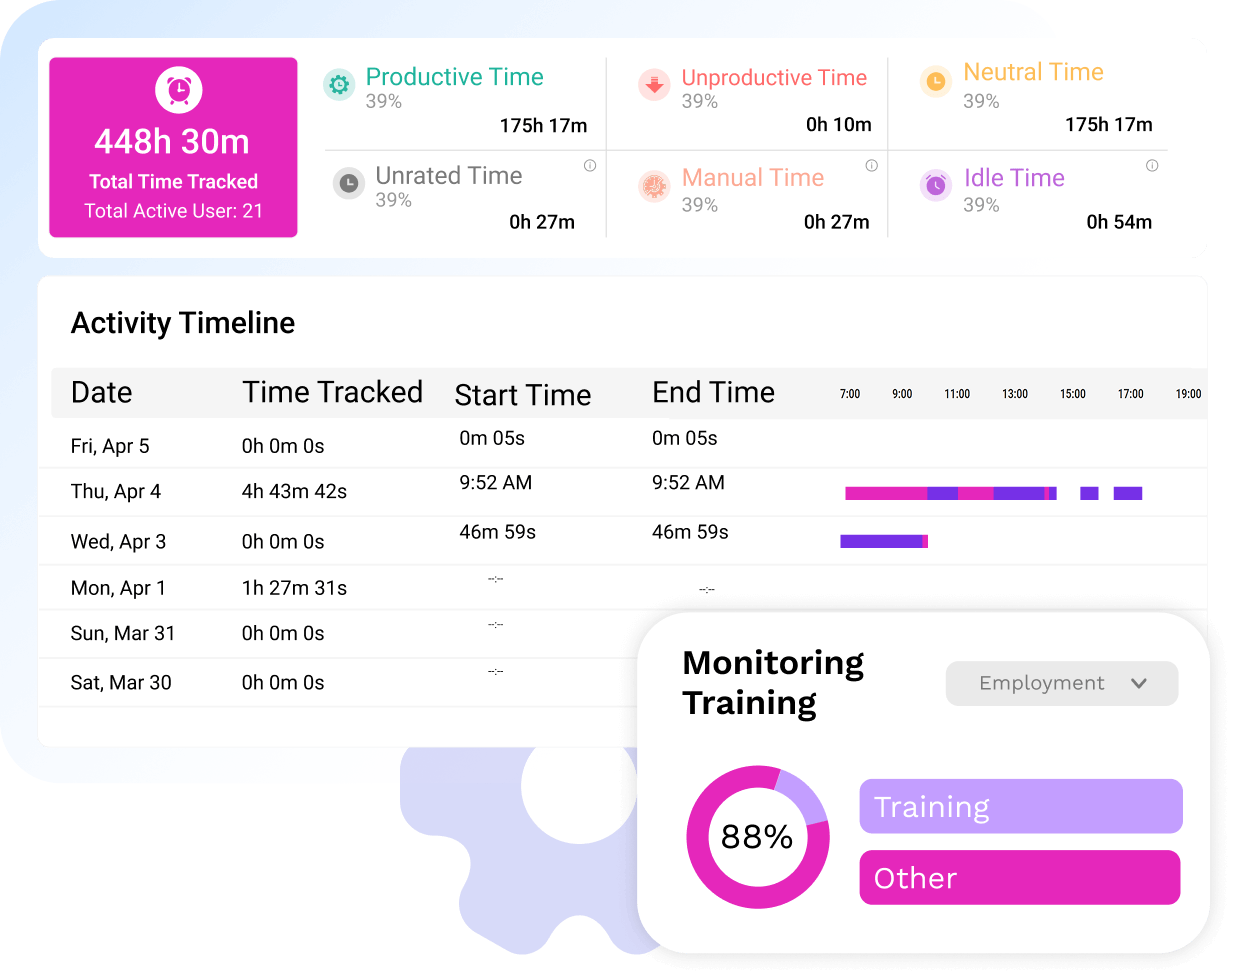 448h 30m
Total Time Tracked
Total Active User: 21
Productive Time
39%
175h 17m
Unproductive Time
39%
0h 10m
Neutral Time
39%
175h 17m
Unrated Time
39%
0h 27m
Manual Time
39%
0h 27m
Idle Time
39%
0h 54m
Activity Timeline
Date Time Tracked Start Time End Time 7:00 9:00 11:00 13:00 15:00 17:00 19:00
Fri, Apr 5 0h 0m 0s 0m 05s 0m 05s
Thu, Apr 4 4h 43m 42s 9:52 AM 9:52 AM
Wed, Apr 3 0h 0m 0s 46m 59s 46m 59s
Mon, Apr 1 1h 27m 31s --:-- --:--
Sun, Mar 31 0h 0m 0s --:--
Sat, Mar 30 0h 0m 0s --:--
Monitoring
Training
Employment
88%
Training
Other